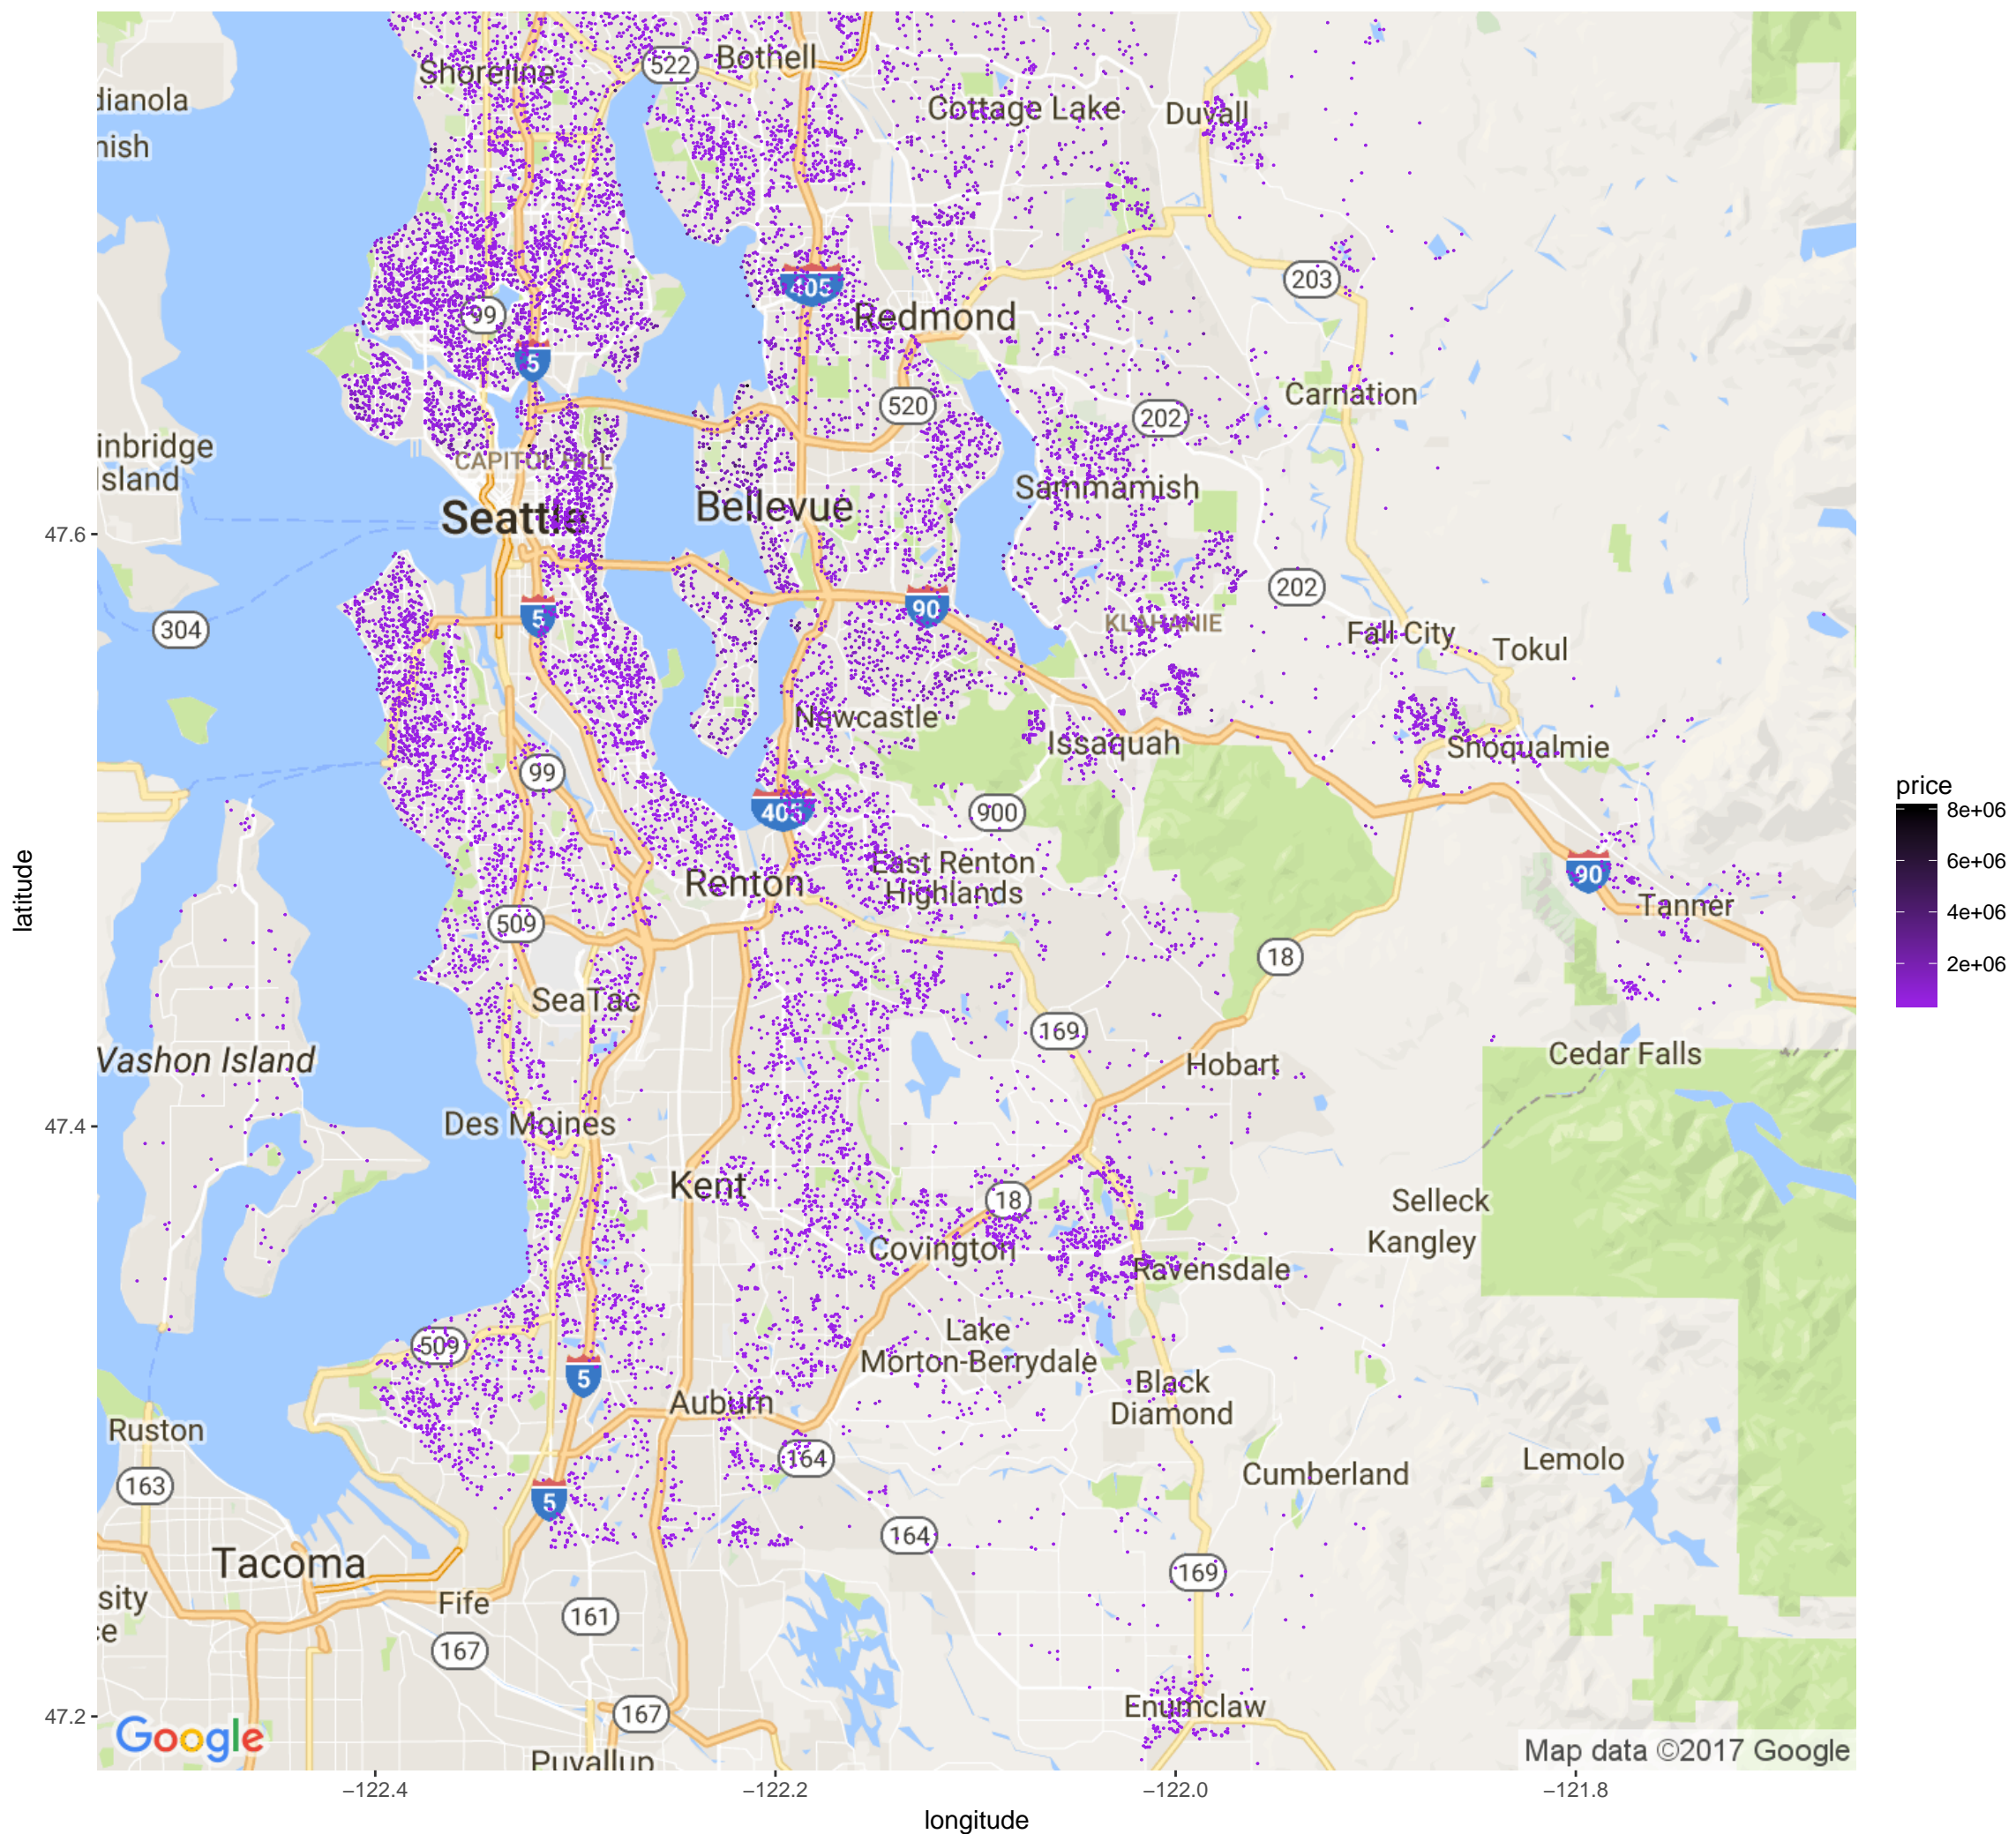 Shoreline
522
Bothell
dianola
Cottage Lake
Duvall
nish
405
203
99
Redmond
5
Carnation
520
202
inbridge
Island
CAPITOL HILL
Sammamish
Seattle
Bellevue
47.6
202
90
5
304
KLAHANIE
Fall City
Tokul
Newcastle
Issaquah
Snoqualmie
99
405
900
price
8e+06
6e+06
4e+06
2e+06
East Renton
Highlands
Renton
90
Tanner
latitude
509
18
SeaTac
169
Vashon Island
Hobart
Cedar Falls
47.4
Des Moines
Kent
18
Selleck
Kangley
Covington
Ravensdale
509
Lake
Morton-Berrydale
5
Black
Diamond
Auburn
Ruston
164
Cumberland
Lemolo
163
5
164
Tacoma
169
sity
ce
Fife
161
167
47.2
167
Enumclaw
Google
Puyallup
Map data ©2017 Google
−122.4
−122.2
−122.0
−121.8
longitude